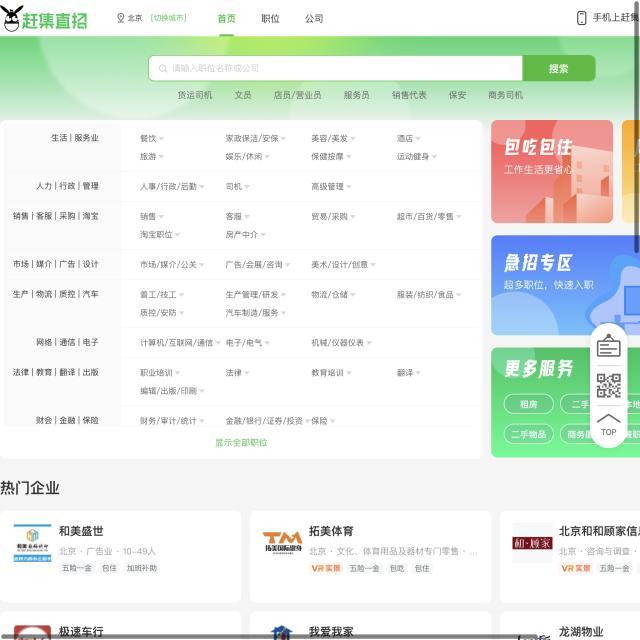 赶集直招
北京 [切换城市]
首页 职位 公司
手机上赶集
请输入职位名称或公司
搜索
货运司机 文员 店员/营业员 服务员 销售代表 保安 商务司机
生活 | 服务业
餐饮 家政保洁/安保 美容/美发 酒店
旅游 娱乐/休闲 保健按摩 运动健身
人力 | 行政 | 管理
人事/行政/后勤 司机 高级管理
销售 | 客服 | 采购 | 淘宝
销售 客服 贸易/采购 超市/百货/零售
淘宝职位 房产中介
市场 | 媒介 | 广告 | 设计
市场/媒介/公关 广告/会展/咨询 美术/设计/创意
生产 | 物流 | 质控 | 汽车
普工/技工 生产管理/研发 物流/仓储 服装/纺织/食品
质控/安防 汽车制造/服务
网络 | 通信 | 电子
计算机/互联网/通信 电子/电气 机械/仪器仪表
法律 | 教育 | 翻译 | 出版
职业培训 法律 教育培训 翻译
编辑/出版/印刷
财会 | 金融 | 保险
财务/审计/统计 金融/银行/证券/投资 保险
显示全部职位
包吃包住
工作生活更省心
急招专区
超多职位，快速入职
更多服务
租房 二手
二手物品 商务服 兼职
TOP
热门企业
和美盛世
北京 · 广告业 · 10-49人
五险一金 包住 加班补助
拓美体育
北京 · 文化、体育用品及器材专门零售 · ...
VR实景 五险一金 包吃 包住
TM
拓美国际健身
和·顾家
北京和和顾家信息
北京 · 咨询与调查 ·
VR实景 五险一金
极速车行
我爱我家
龙湖物业